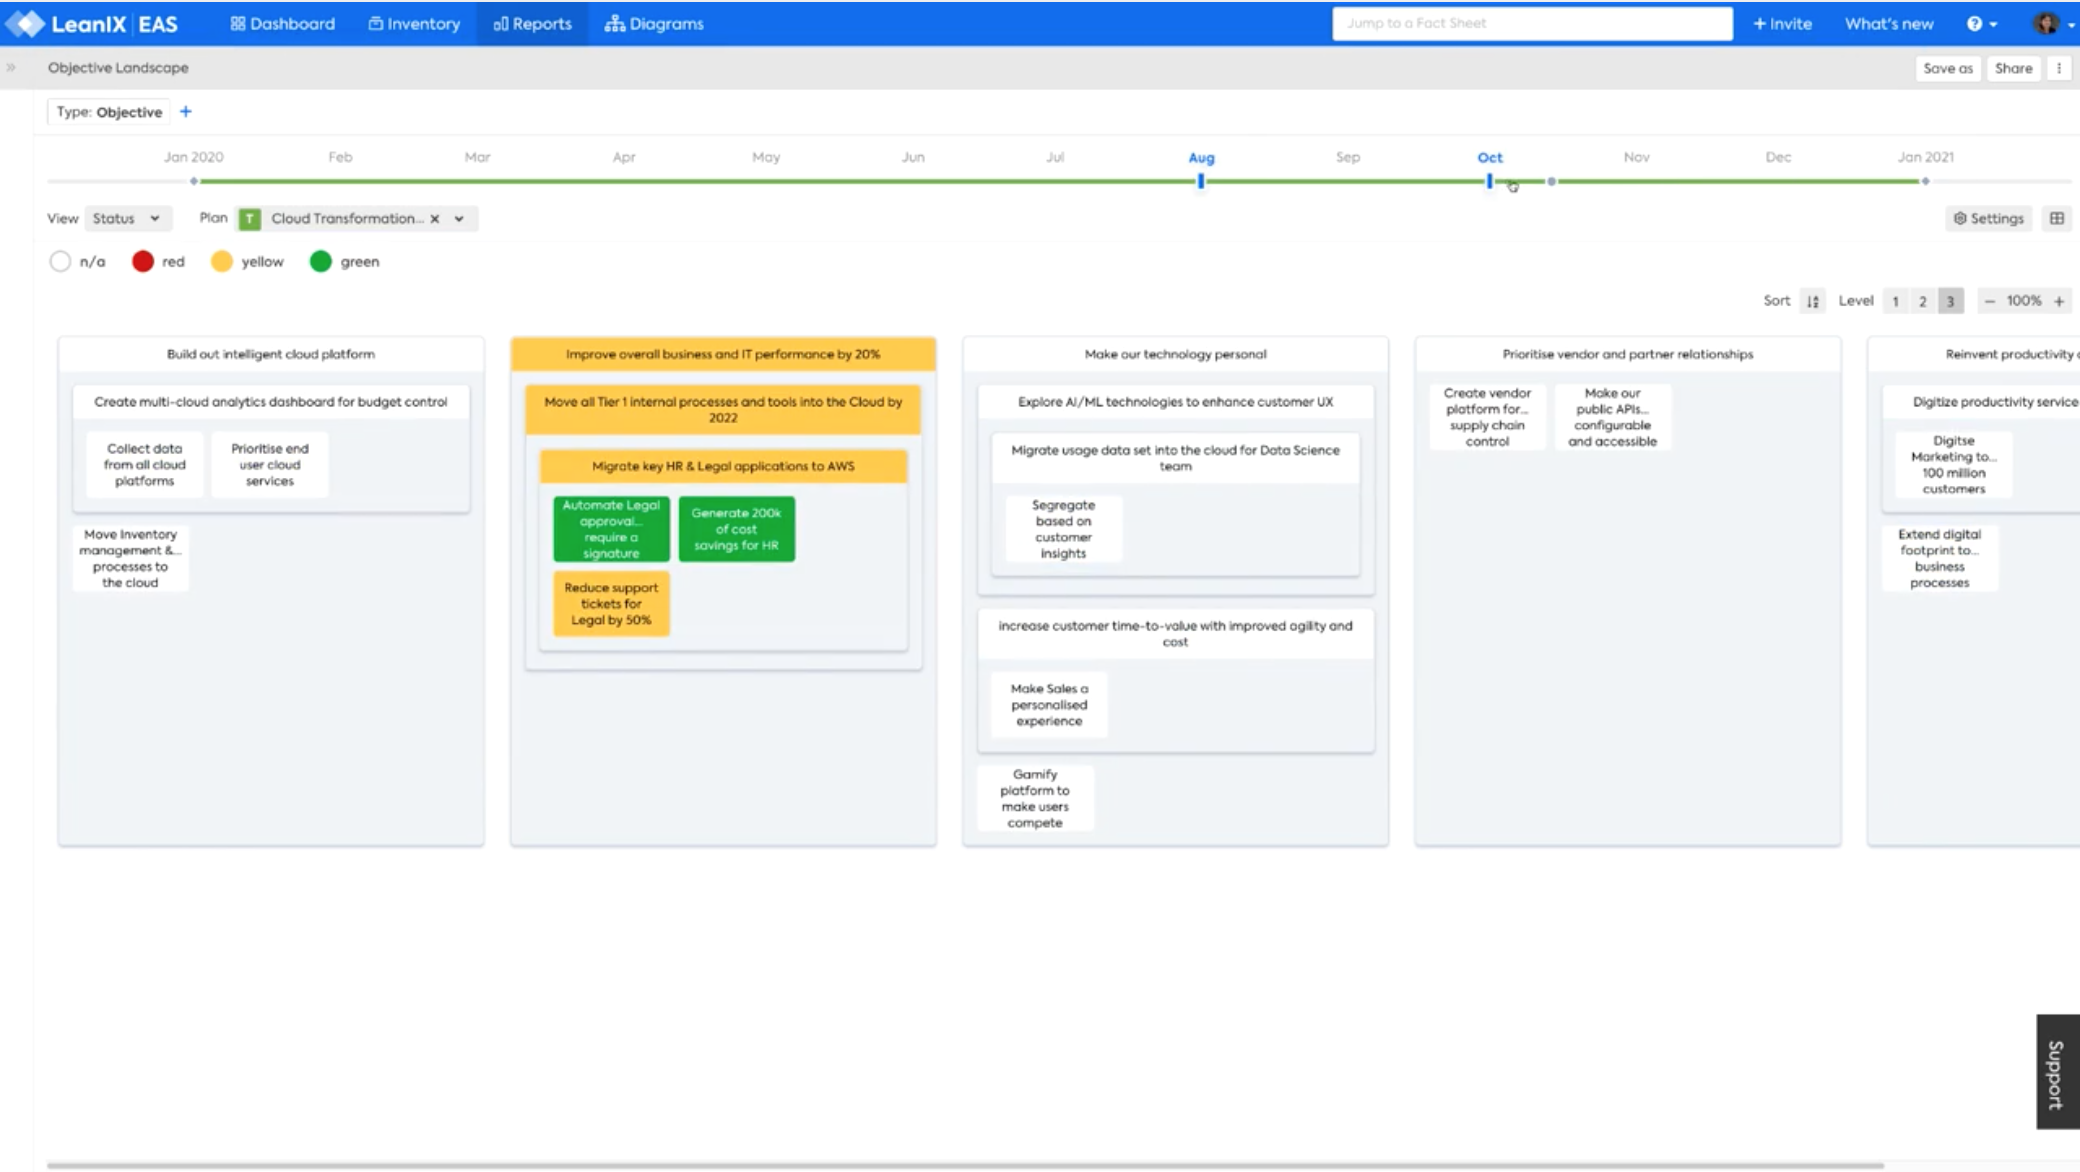 LeanIX | EAS
Dashboard
Inventory
Reports
Diagrams
Jump to a Fact Sheet
+ Invite
What's new
?
»
Objective Landscape
Save as
Share
Type: Objective
+
Jan 2020
Feb
Mar
Apr
May
Jun
Jul
Aug
Sep
Oct
Nov
Dec
Jan 2021
View
Status
Plan
T
Cloud Transformation...
×
Settings
n/a
red
yellow
green
Sort
Level
1
2
3
–
100%
+
Build out intelligent cloud platform
Create multi-cloud analytics dashboard for budget control
Collect data
from all cloud
platforms
Prioritise end
user cloud
services
Move Inventory
management &...
processes to
the cloud
Improve overall business and IT performance by 20%
Move all Tier 1 internal processes and tools into the Cloud by
2022
Migrate key HR & Legal applications to AWS
Automate Legal
approval...
require a
signature
Generate 200k
of cost
savings for HR
Reduce support
tickets for
Legal by 50%
Make our technology personal
Explore AI/ML technologies to enhance customer UX
Migrate usage data set into the cloud for Data Science
team
Segregate
based on
customer
insights
increase customer time-to-value with improved agility and
cost
Make Sales a
personalised
experience
Gamify
platform to
make users
compete
Prioritise vendor and partner relationships
Create vendor
platform for...
supply chain
control
Make our
public APIs...
configurable
and accessible
Reinvent productivity
Digitize productivity service
Digitse
Marketing to...
100 million
customers
Extend digital
footprint to...
business
processes
Support